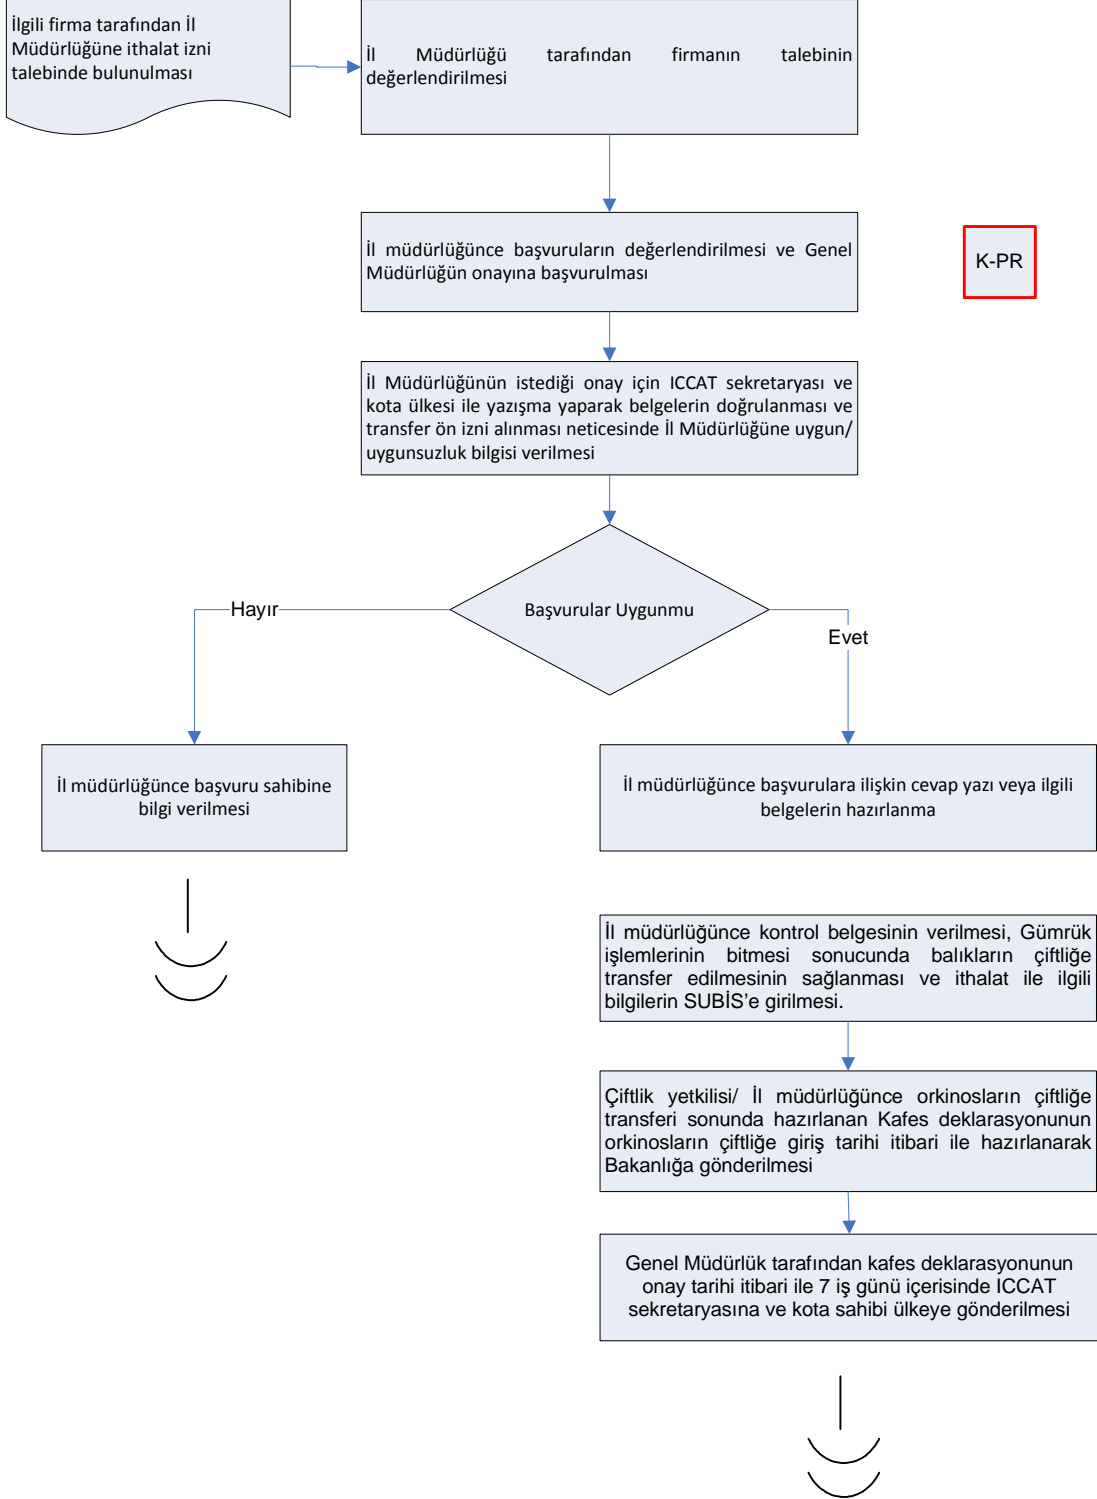 İlgili firma tarafından İl
Müdürlüğüne ithalat izni
talebinde bulunulması
İl Müdürlüğü tarafından firmanın talebinin
değerlendirilmesi
İl müdürlüğünce başvuruların değerlendirilmesi ve Genel
Müdürlüğün onayına başvurulması
K-PR
İl Müdürlüğünün istediği onay için ICCAT sekretaryası ve
kota ülkesi ile yazışma yaparak belgelerin doğrulanması ve
transfer ön izni alınması neticesinde İl Müdürlüğüne uygun/
uygunsuzluk bilgisi verilmesi
Başvurular Uygunmu
Hayır
Evet
İl müdürlüğünce başvuru sahibine
bilgi verilmesi
İl müdürlüğünce başvurulara ilişkin cevap yazı veya ilgili
belgelerin hazırlanma
İl müdürlüğünce kontrol belgesinin verilmesi, Gümrük
işlemlerinin bitmesi sonucunda balıkların çiftliğe
transfer edilmesinin sağlanması ve ithalat ile ilgili
bilgilerin SUBİS’e girilmesi.
Çiftlik yetkilisi/ İl müdürlüğünce orkinosların çiftliğe
transferi sonunda hazırlanan Kafes deklarasyonunun
orkinosların çiftliğe giriş tarihi itibari ile hazırlanarak
Bakanlığa gönderilmesi
Genel Müdürlük tarafından kafes deklarasyonunun
onay tarihi itibari ile 7 iş günü içerisinde ICCAT
sekretaryasına ve kota sahibi ülkeye gönderilmesi